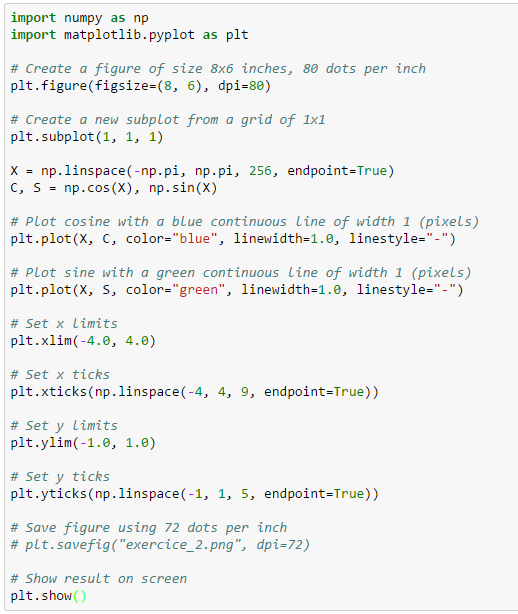 import numpy as np
import matplotlib.pyplot as plt

# Create a figure of size 8x6 inches, 80 dots per inch
plt.figure(figsize=(8, 6), dpi=80)

# Create a new subplot from a grid of 1x1
plt.subplot(1, 1, 1)

X = np.linspace(-np.pi, np.pi, 256, endpoint=True)
C, S = np.cos(X), np.sin(X)

# Plot cosine with a blue continuous line of width 1 (pixels)
plt.plot(X, C, color="blue", linewidth=1.0, linestyle="-")

# Plot sine with a green continuous line of width 1 (pixels)
plt.plot(X, S, color="green", linewidth=1.0, linestyle="-")

# Set x limits
plt.xlim(-4.0, 4.0)

# Set x ticks
plt.xticks(np.linspace(-4, 4, 9, endpoint=True))

# Set y limits
plt.ylim(-1.0, 1.0)

# Set y ticks
plt.yticks(np.linspace(-1, 1, 5, endpoint=True))

# Save figure using 72 dots per inch
# plt.savefig("exercice_2.png", dpi=72)

# Show result on screen
plt.show()